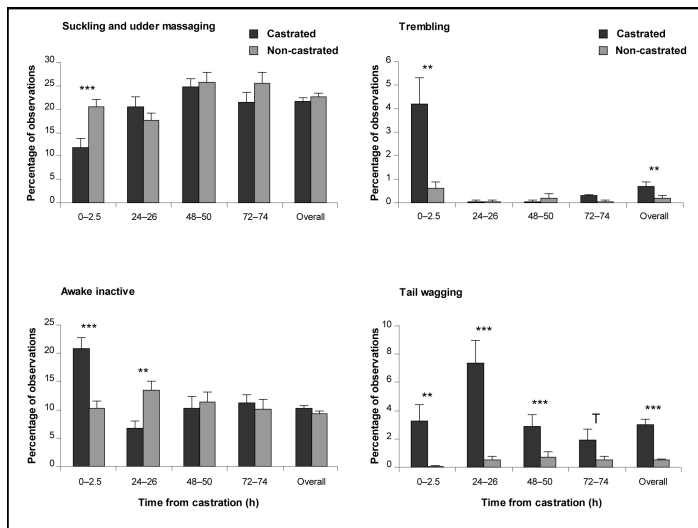 Suckling and udder massaging
Castrated
Non-castrated
Percentage of observations
30
25
20
15
10
5
0
***
0–2.5 24–26 48–50 72–74 Overall
Trembling
Castrated
Non-castrated
Percentage of observations
6
5
4
3
2
1
0
**
**
0–2.5 24–26 48–50 72–74 Overall
Awake inactive
Percentage of observations
25
20
15
10
5
0
***
**
0–2.5 24–26 48–50 72–74 Overall
Time from castration (h)
Tail wagging
Percentage of observations
10
8
6
4
2
0
**
***
***
T
***
0–2.5 24–26 48–50 72–74 Overall
Time from castration (h)